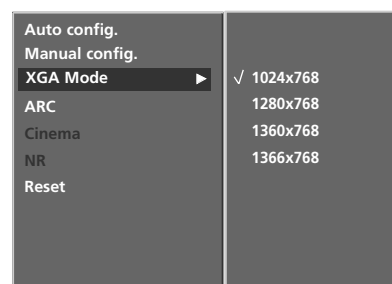 Auto config.
Manual config.
XGA Mode ▶
ARC
Cinema
NR
Reset
√ 1024x768
1280x768
1360x768
1366x768